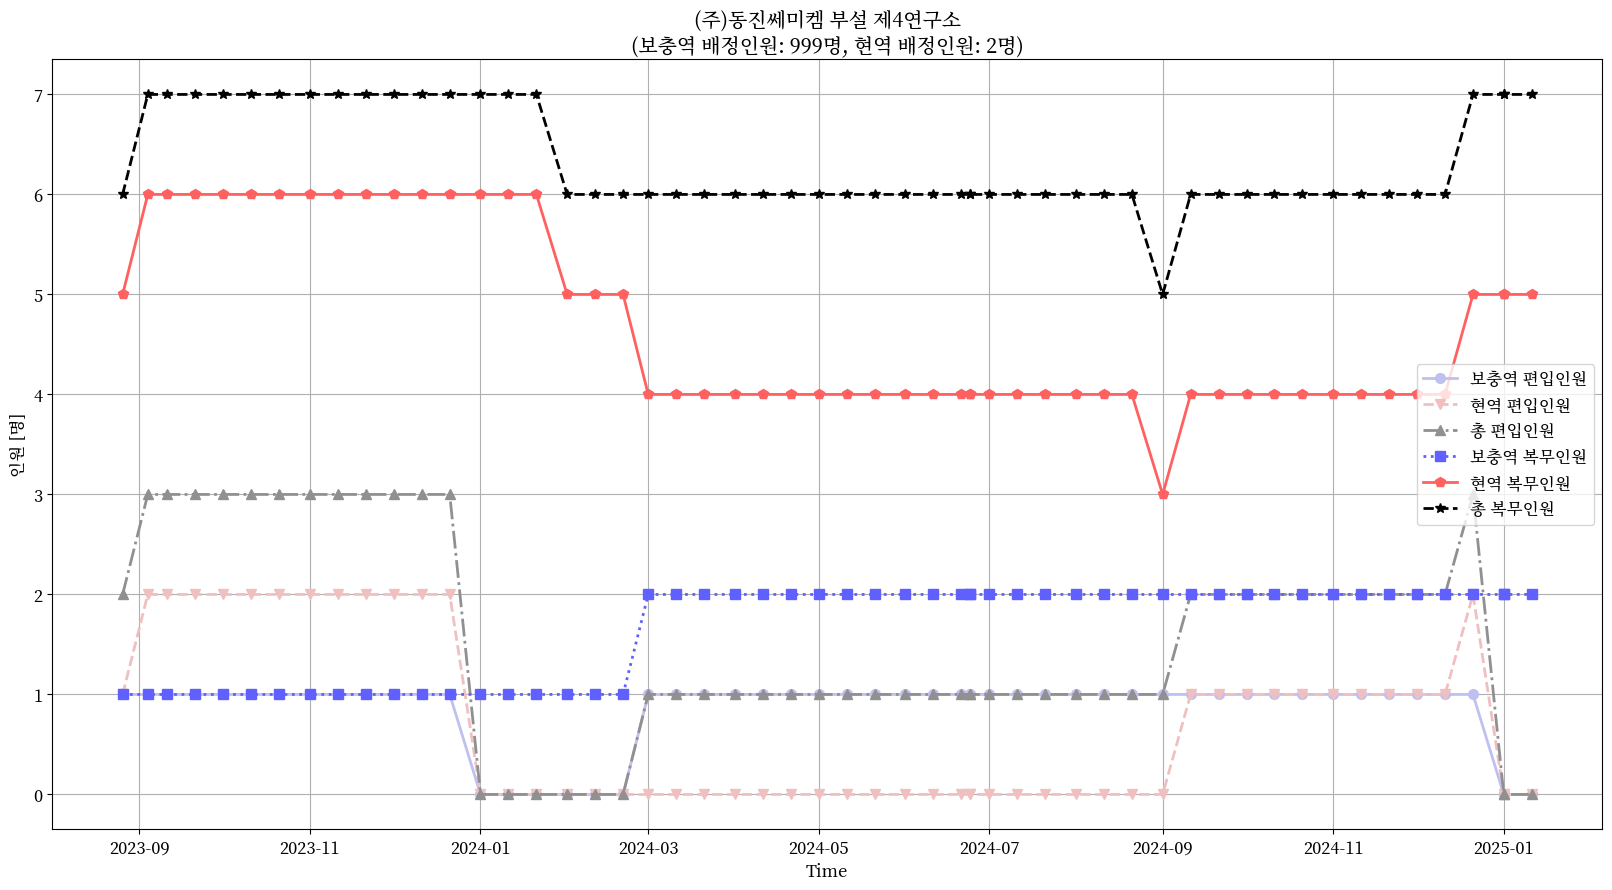 (주)동진쎄미켐 부설 제4연구소
(보충역 배정인원: 999명, 현역 배정인원: 2명)
인원 [명]
7
6
5
4
3
2
1
0
보충역 편입인원
현역 편입인원
총 편입인원
보충역 복무인원
현역 복무인원
총 복무인원
2023-09
2023-11
2024-01
2024-03
2024-05
2024-07
2024-09
2024-11
2025-01
Time